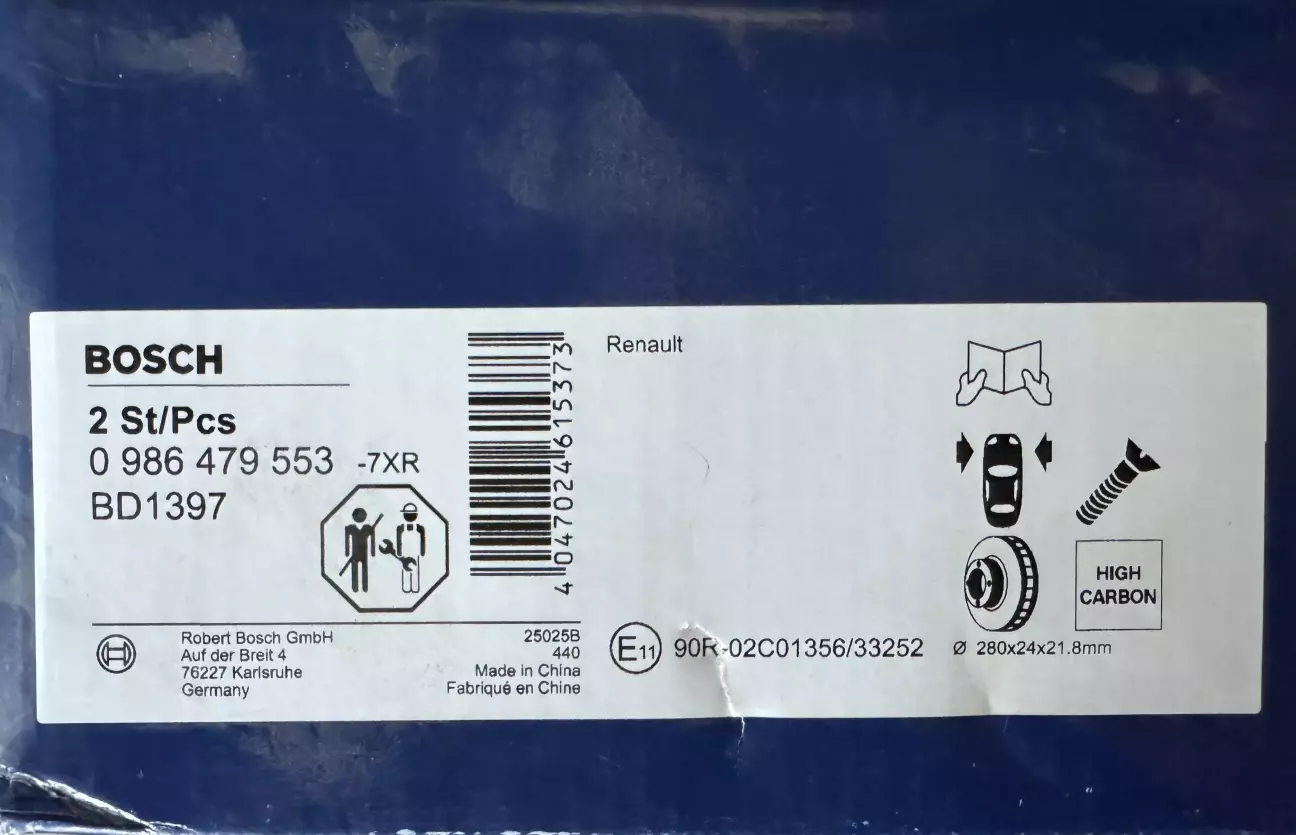 BOSCH
2 St/Pcs
0 986 479 553 -7XR
BD1397
4047024615373
Renault
HIGH
CARBON
Robert Bosch GmbH
Auf der Breit 4
76227 Karlsruhe
Germany
25025B
440
Made in China
Fabriqué en Chine
E11 90R-02C01356/33252
Ø 280x24x21.8mm